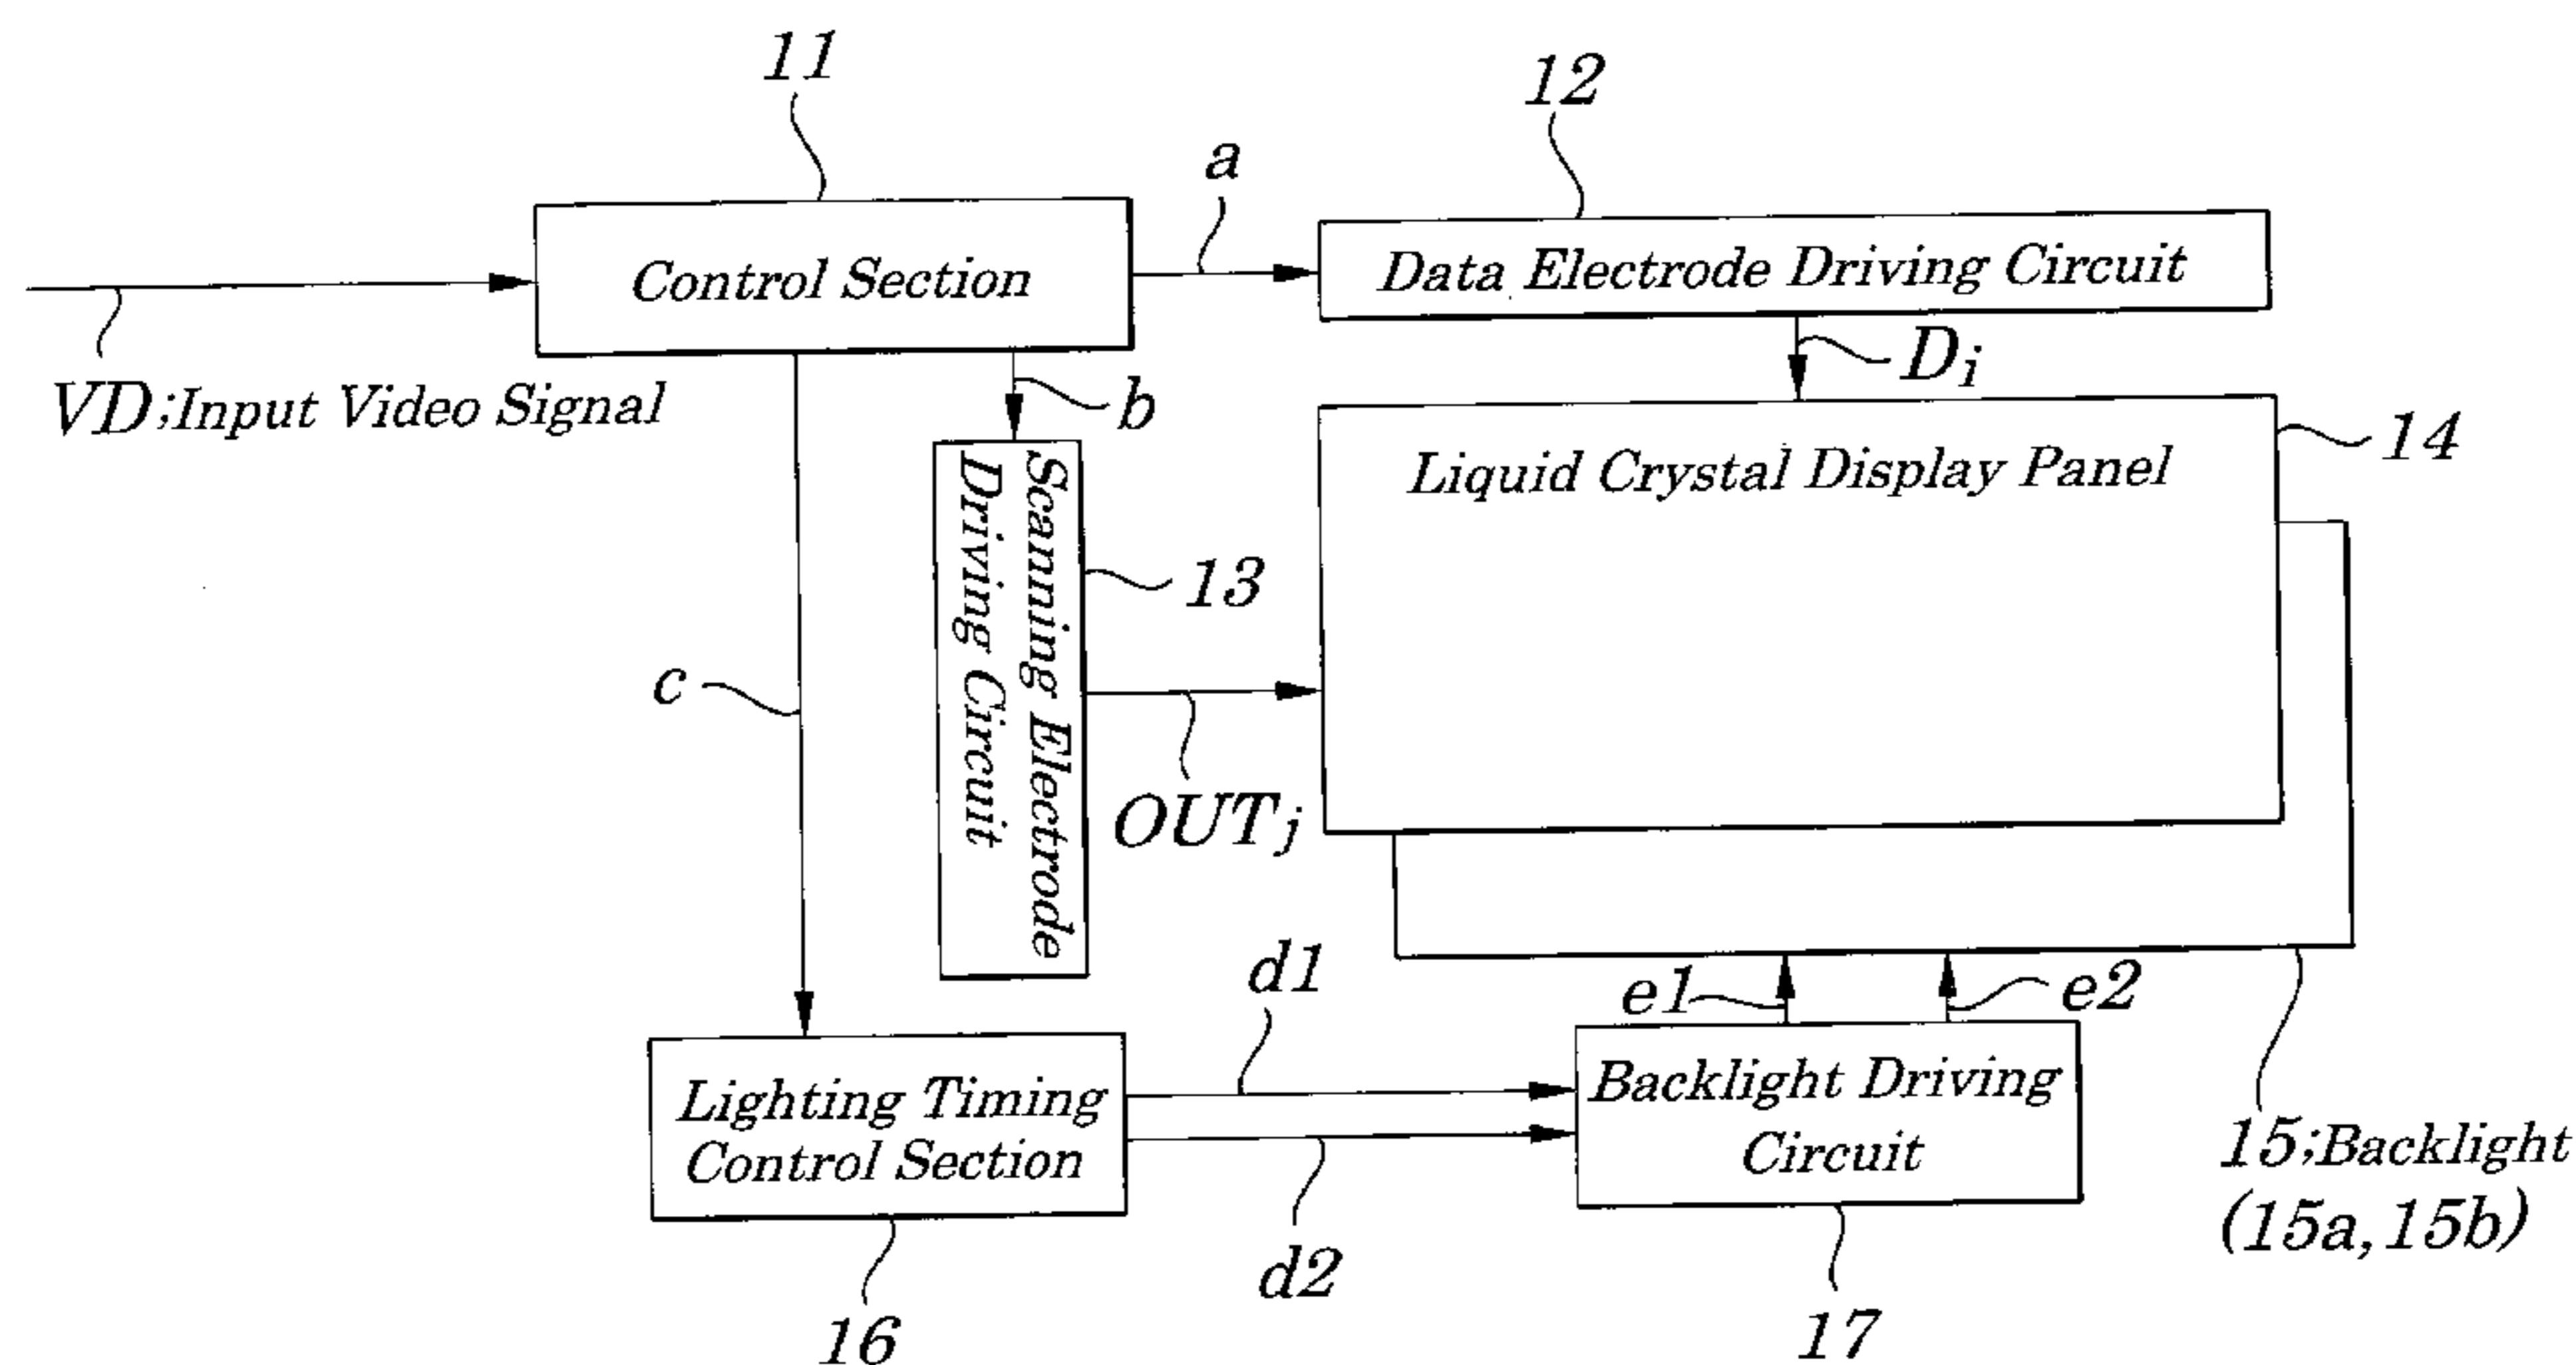 11
12
a
Control Section
Data Electrode Driving Circuit
VD;Input Video Signal
b
Di
14
Liquid Crystal Display Panel
Scanning Electrode
Driving Circuit
13
c
OUTj
d1
e1
e2
Lighting Timing
Control Section
Backlight Driving
Circuit
15;Backlight
(15a,15b)
d2
16
17